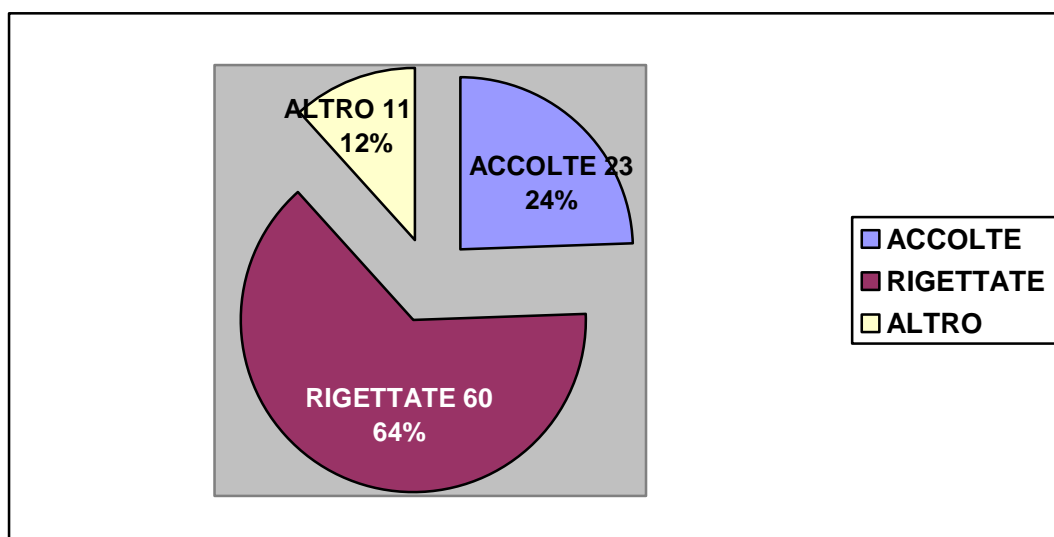 ALTRO 11
12%
ACCOLTE 23
24%
RIGETTATE 60
64%
ACCOLTE
RIGETTATE
ALTRO